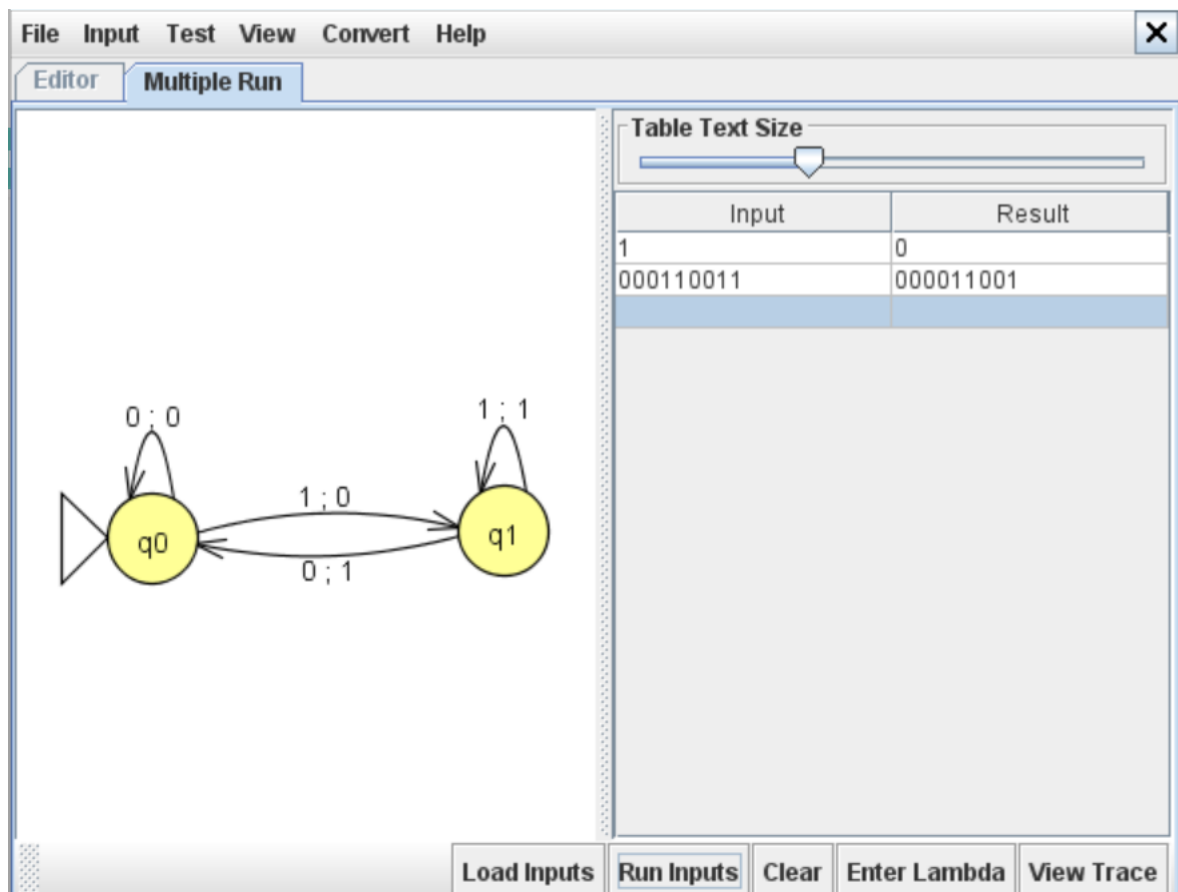 File Input Test View Convert Help
Editor Multiple Run
Table Text Size
Input Result
1 0
000110011 000011001
0 ; 0
1 ; 1
1 ; 0
q0
q1
0 ; 1
Load Inputs Run Inputs Clear Enter Lambda View Trace